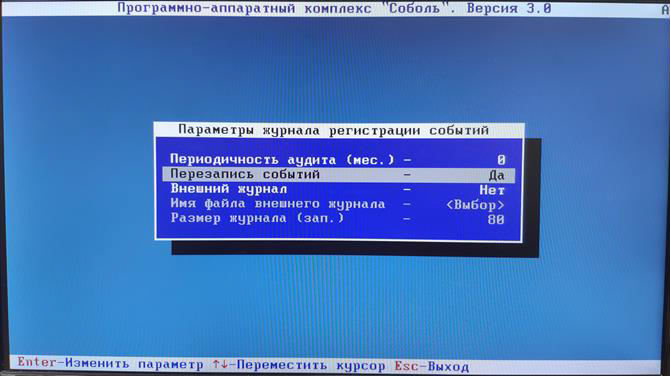 Программно-аппаратный комплекс "Соболь". Версия 3.0 А
Параметры журнала регистрации событий
Периодичность аудита (мес.) - 0
Перезапись событий - Да
Внешний журнал - Нет
Имя файла внешнего журнала - <Выбор>
Размер журнала (зап.) - 80
Enter-Изменить параметр ↑↓-Переместить курсор Esc-Выход